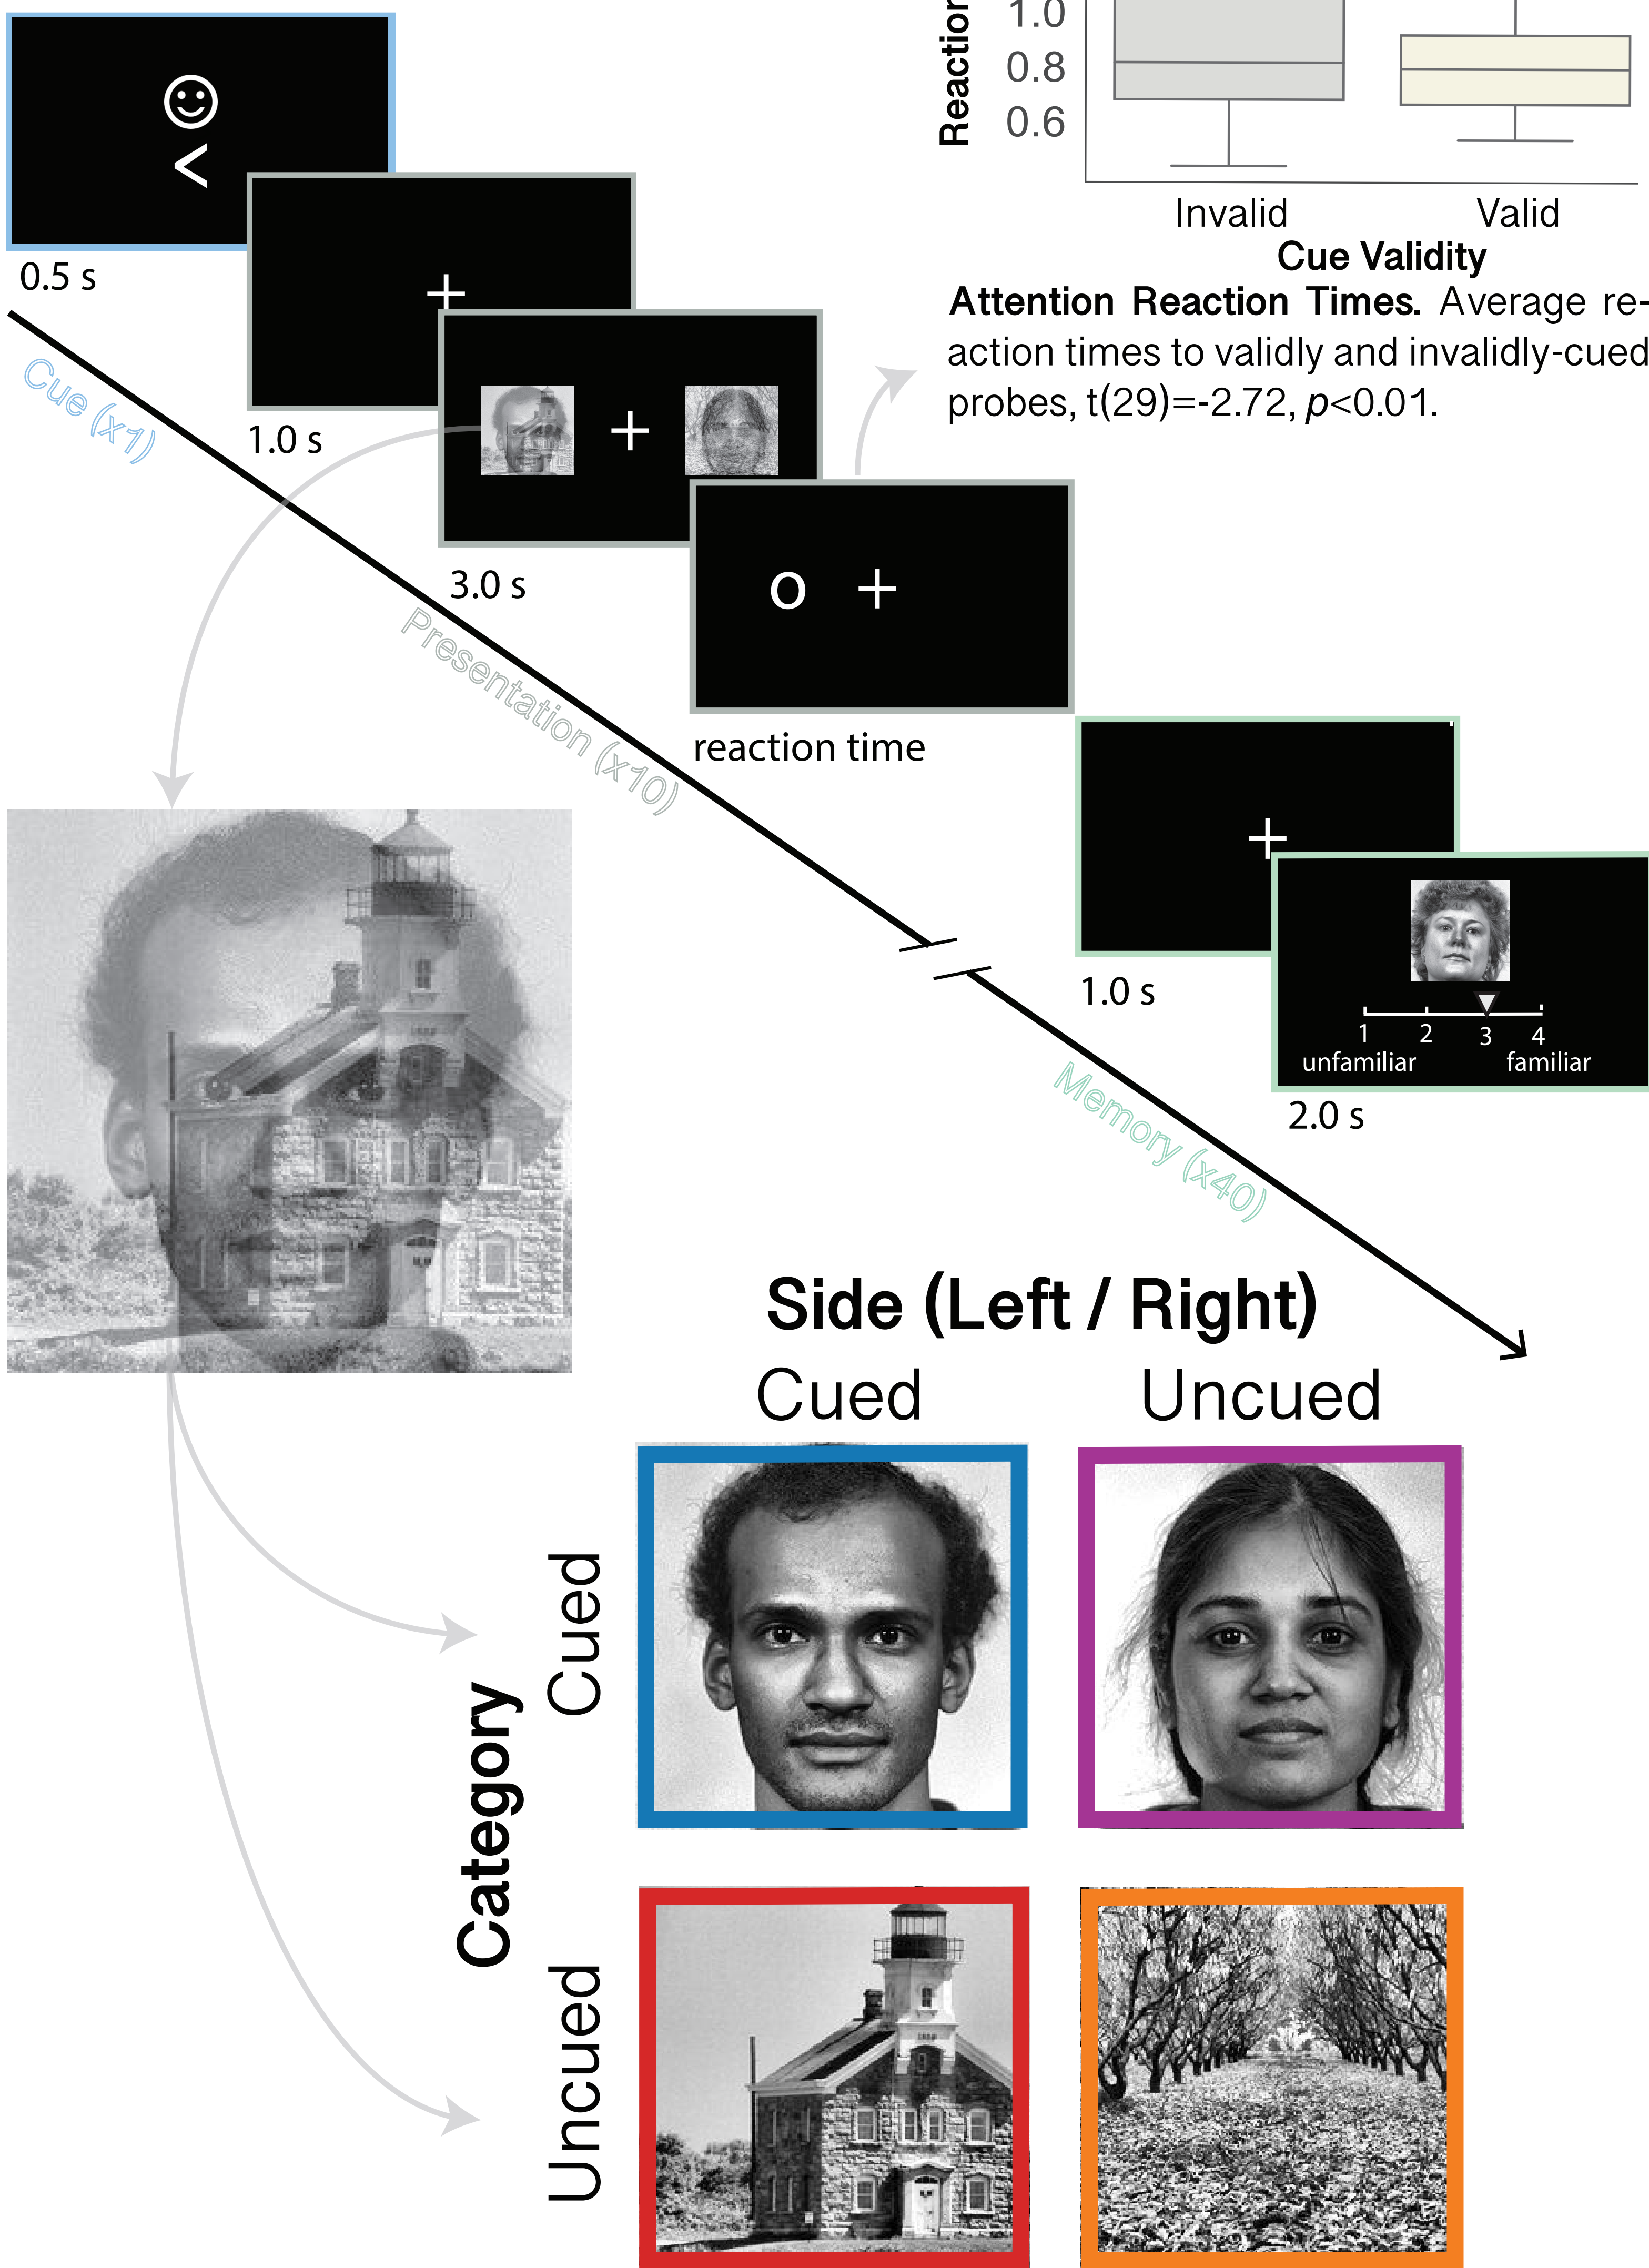 Reaction
1.0
0.8
0.6
Invalid
Valid
Cue Validity
Attention Reaction Times. Average re-
action times to validly and invalidly-cued
probes, t(29)=-2.72, p<0.01.
<
0.5 s
+
1.0 s
+
3.0 s
o +
reaction time
Cue (x1)
Presentation (x10)
+
1.0 s
1 2 3 4
unfamiliar familiar
2.0 s
Memory (x40)
Side (Left / Right)
Cued
Uncued
Category
Cued
Uncued